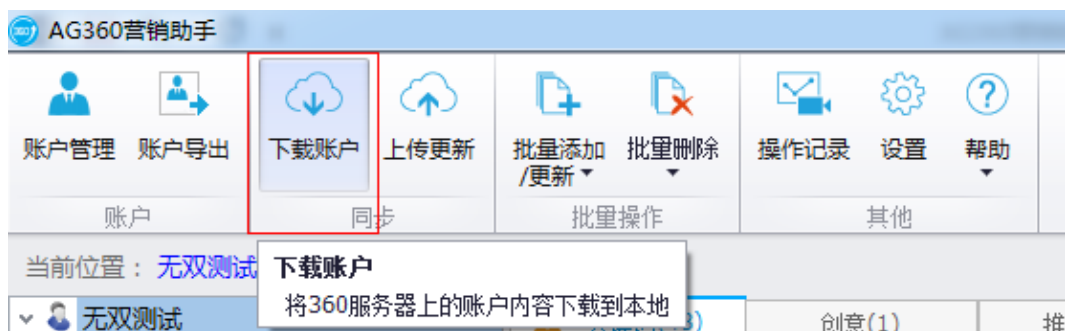 AG360营销助手
账户管理 账户导出 下载账户 上传更新 批量添加/更新 批量删除 操作记录 设置 帮助
账户 同步 批量操作 其他
当前位置： 无双测试
下载账户
将360服务器上的账户内容下载到本地
无双测试
创意(1) 推